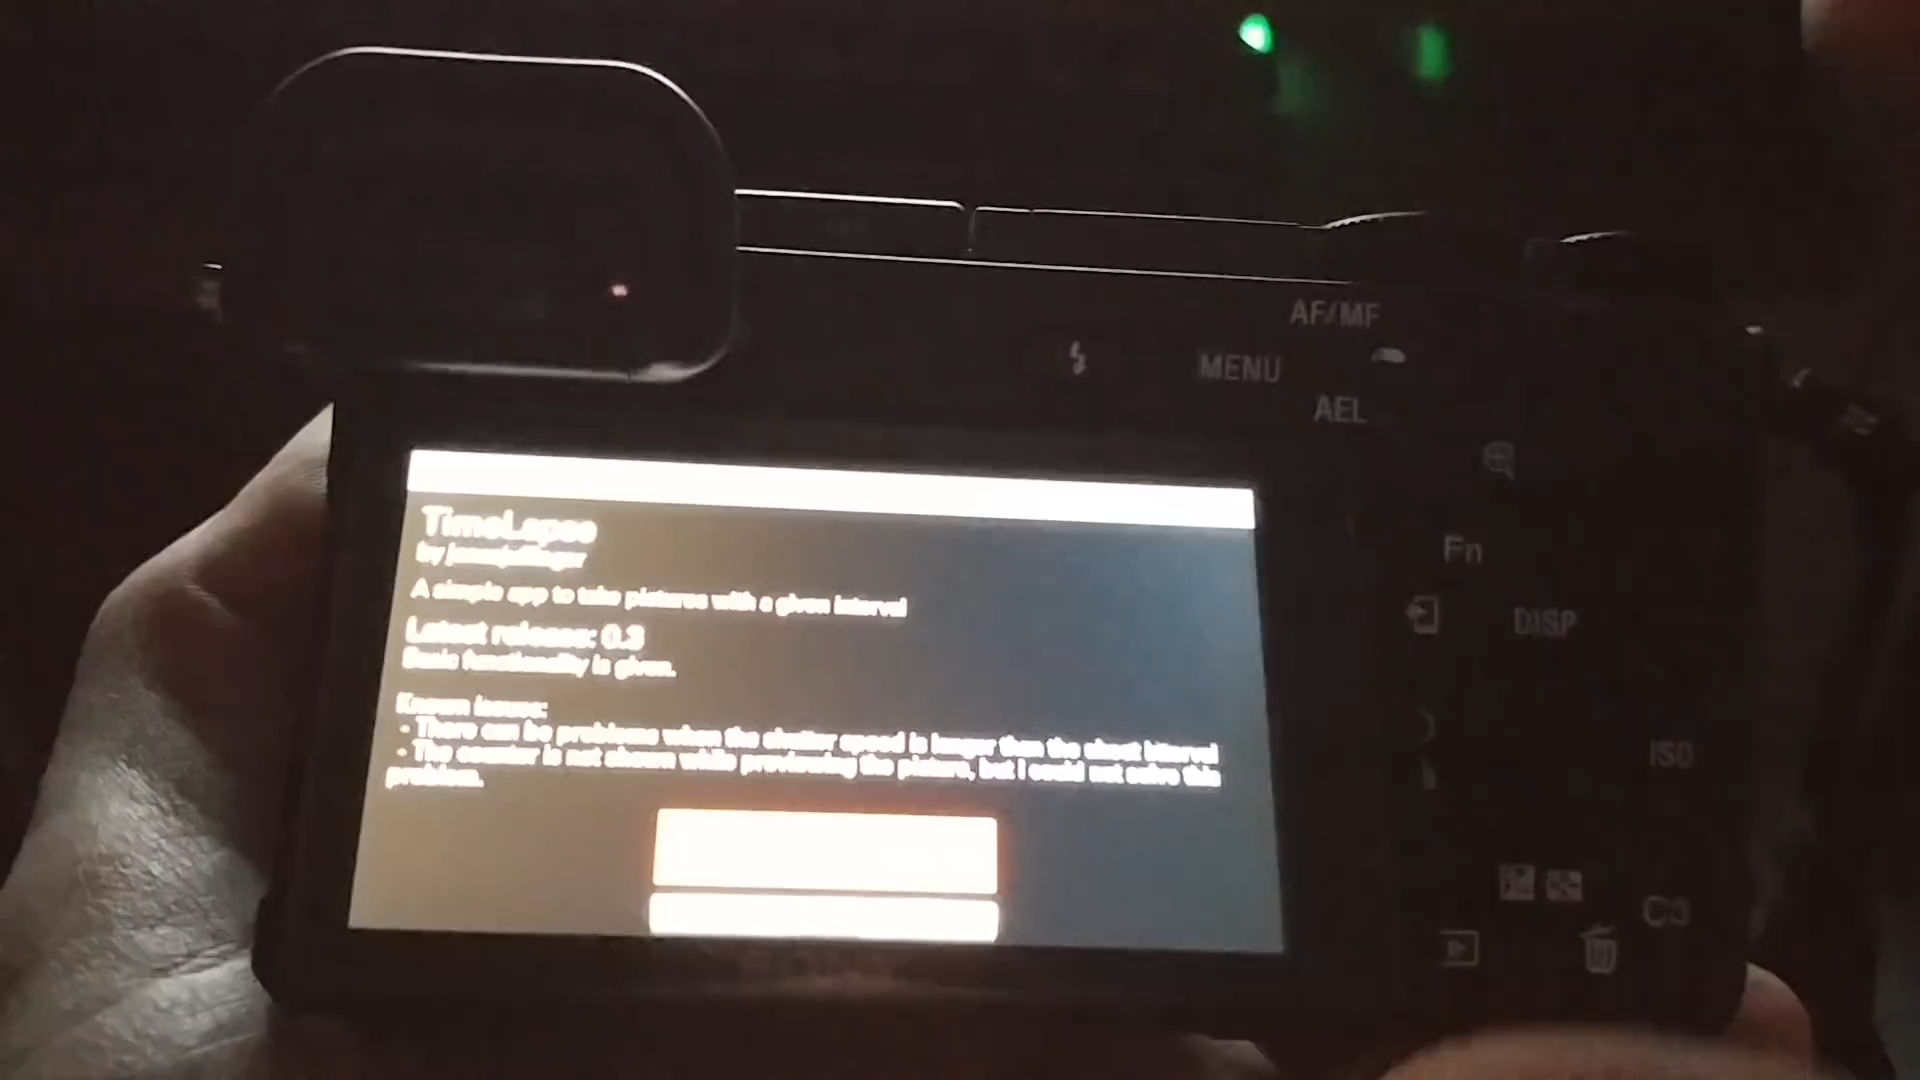 AF/MF
MENU
AEL
TimeLapse
by
A simple app to take pictures with a given interval
Latest release: 0.3
Basic functionality is given.
Known issues:
- There can be problems when the shutter speed is longer than the shoot interval
- The counter is not shown while previewing the picture, but I could not solve this
problem.
Fn
DISP
ISO
C3